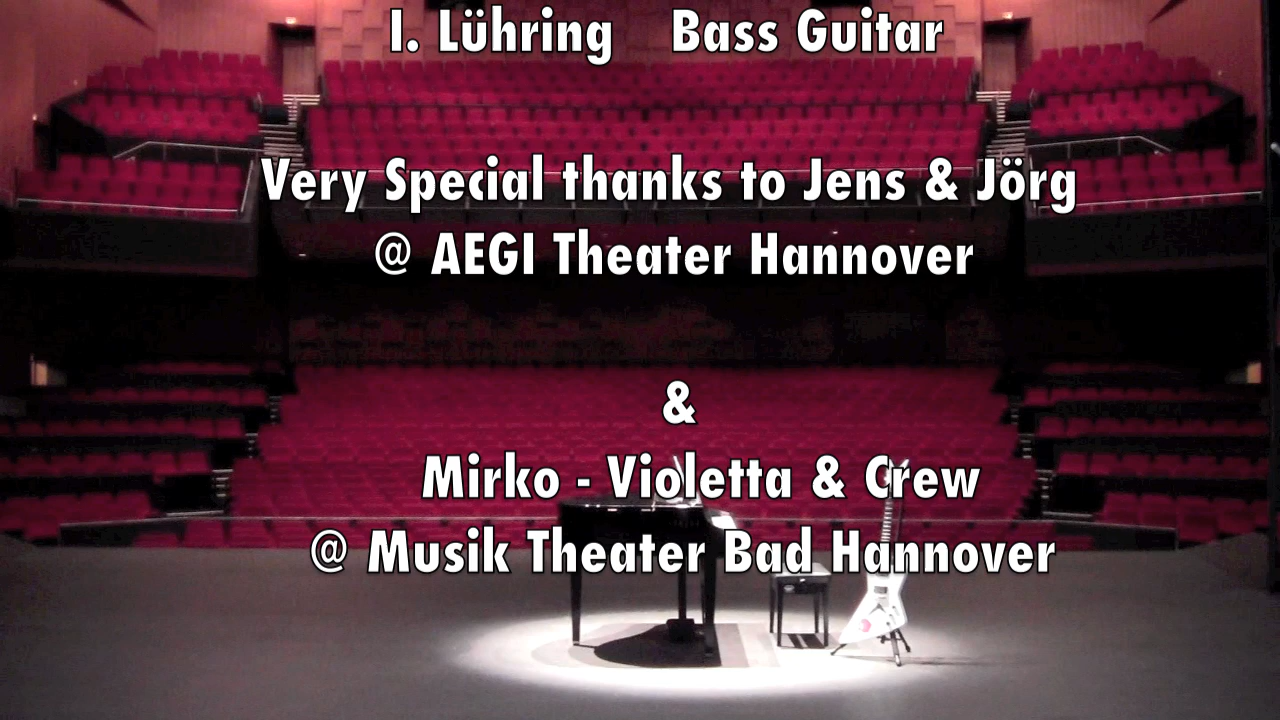 I. Lühring Bass Guitar
Very Special thanks to Jens & Jörg
@ AEGI Theater Hannover
&
Mirko - Violetta & Crew
@ Musik Theater Bad Hannover